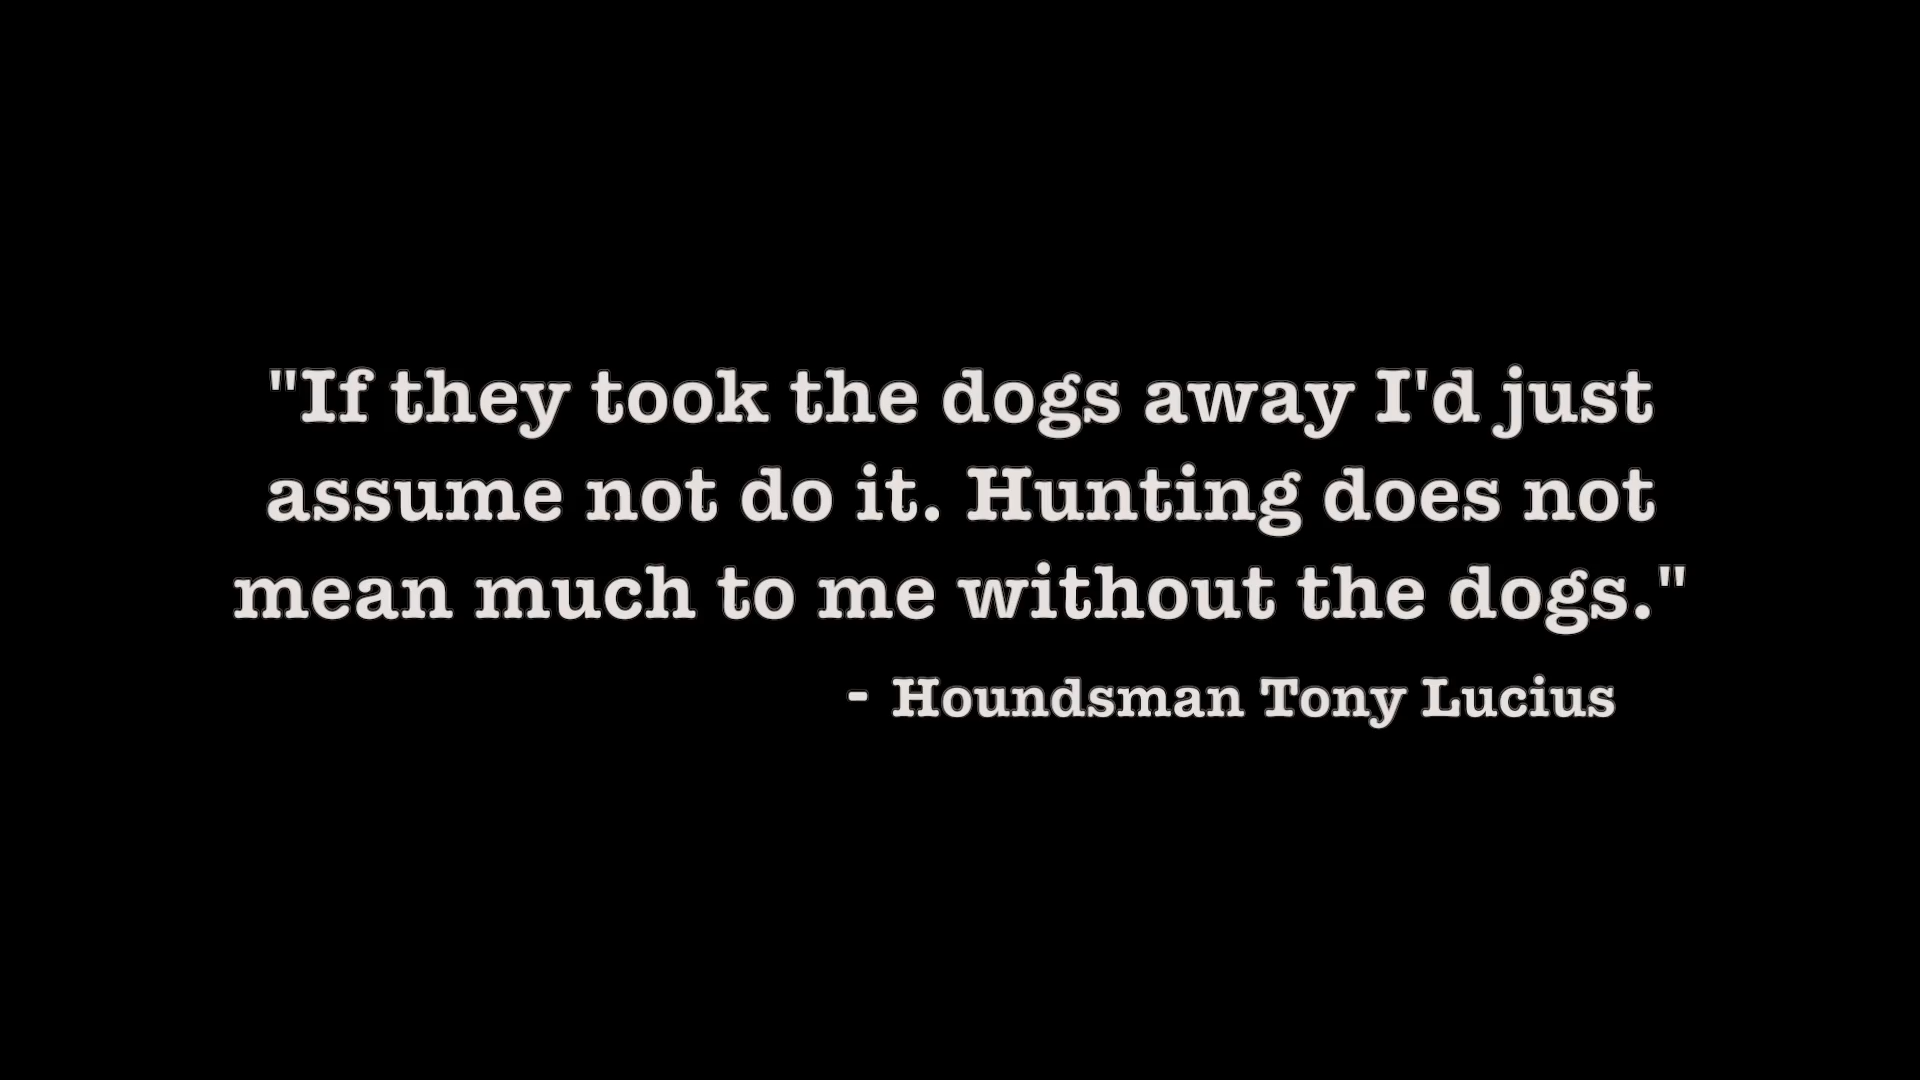 "If they took the dogs away I'd just
assume not do it. Hunting does not
mean much to me without the dogs."
- Houndsman Tony Lucius